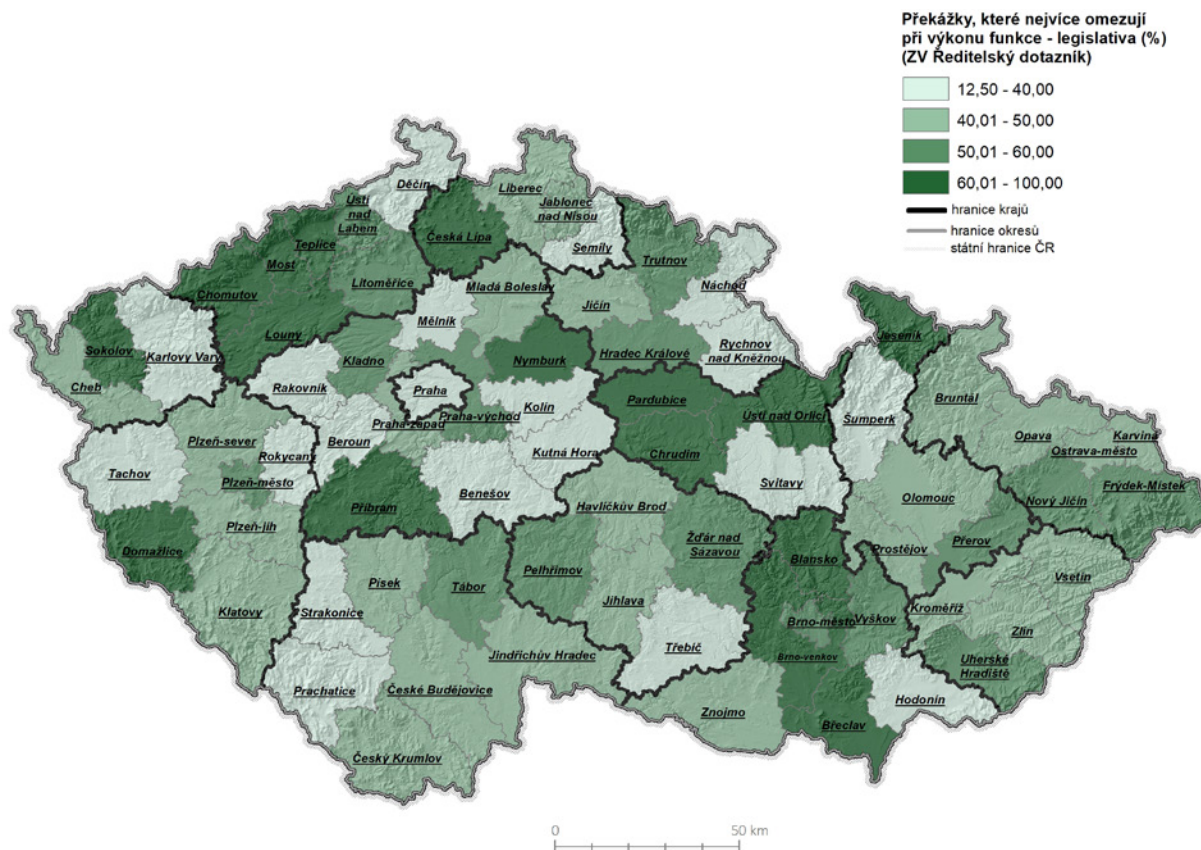 Překážky, které nejvíce omezují
při výkonu funkce - legislativa (%)
(ZV Ředitelský dotazník)
12,50 - 40,00
40,01 - 50,00
50,01 - 60,00
60,01 - 100,00
hranice krajů
hranice okresů
státní hranice ČR
Děčín
Liberec
Ústí
nad
Labem
Jablonec
nad Nisou
Teplice
Česká Lípa
Semily
Most
Trutnov
Litoměřice
Mladá Boleslav
Náchod
Chomutov
Jičín
Mělník
Louny
Jeseník
Sokolov
Karlovy Vary
Kladno
Nymburk
Hradec Králové
Rychnov
nad Kněžnou
Cheb
Rakovník
Praha
Kolín
Pardubice
Ústí nad Orlicí
Šumperk
Bruntál
Praha-západ
Praha-východ
Plzeň-sever
Beroun
Opava
Karviná
Rokycany
Kutná Hora
Chrudim
Ostrava-město
Tachov
Plzeň-město
Benešov
Svitavy
Frýdek-Místek
Příbram
Olomouc
Nový Jičín
Plzeň-jih
Havlíčkův Brod
Domažlice
Žďár nad
Sázavou
Prostějov
Přerov
Blansko
Pelhřimov
Písek
Tábor
Vsetín
Jihlava
Klatovy
Strakonice
Kroměříž
Brno-město
Vyškov
Zlín
Třebíč
Jindřichův Hradec
Brno-venkov
Uherské
Hradiště
Prachatice
České Budějovice
Hodonín
Znojmo
Břeclav
Český Krumlov
0 50 km